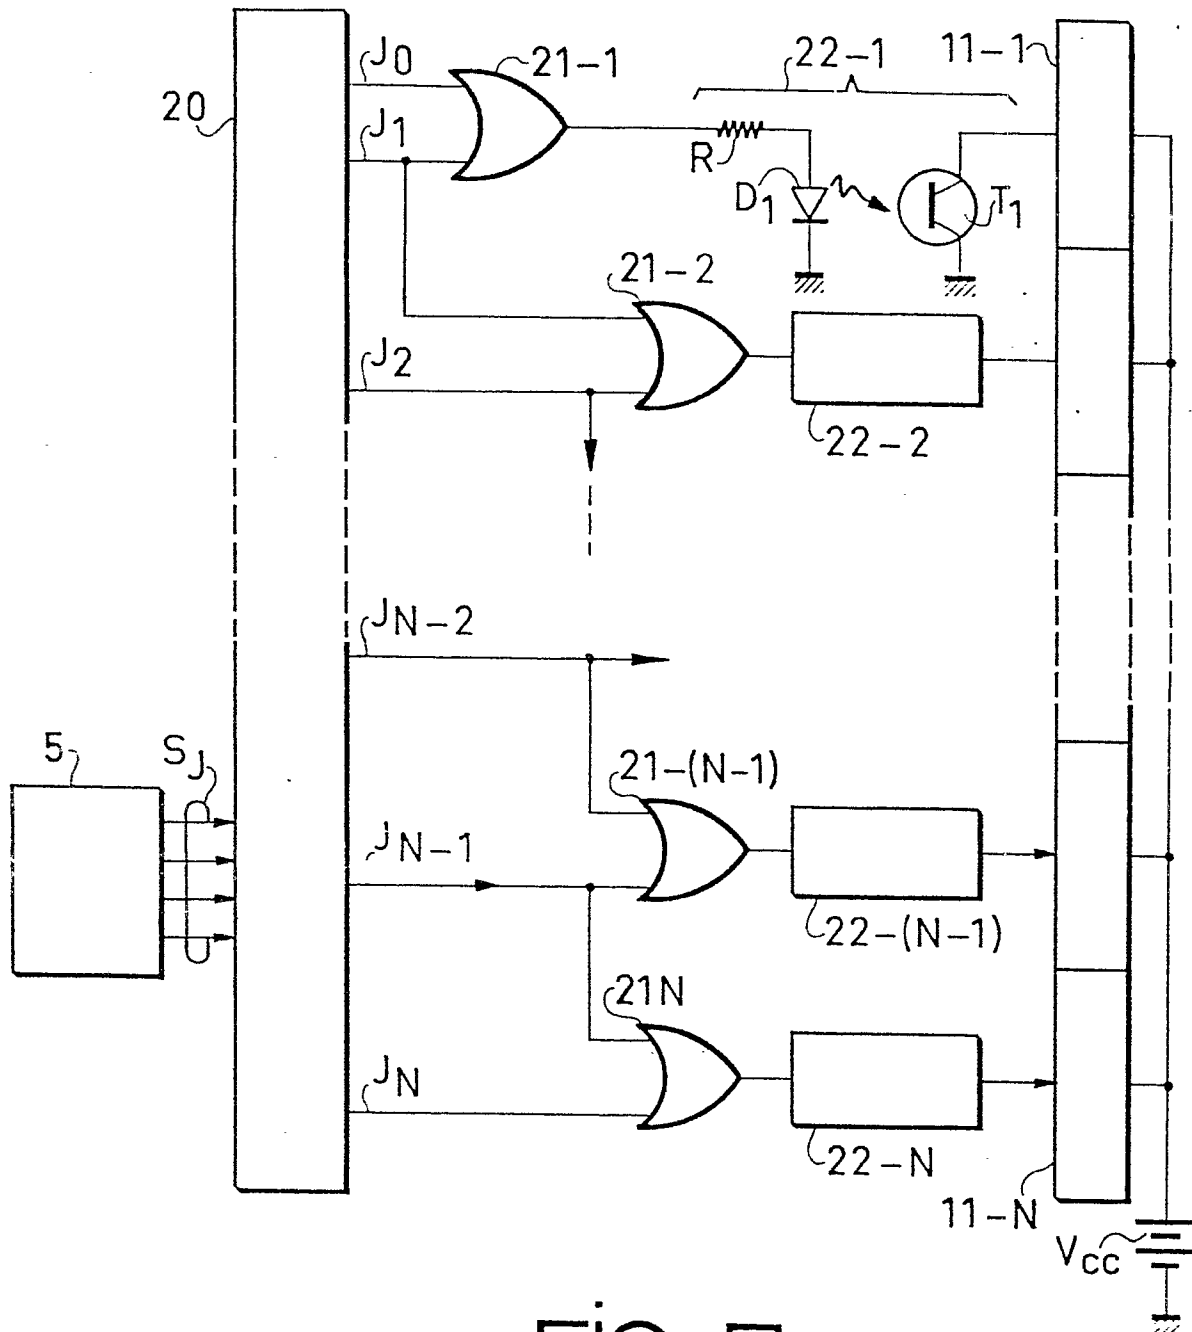 J0
21-1
22-1
11-1
20
J1
R
D1
T1
21-2
J2
22-2
JN-2
5
SJ
21-(N-1)
JN-1
22-(N-1)
21N
JN
22-N
11-N
VCC